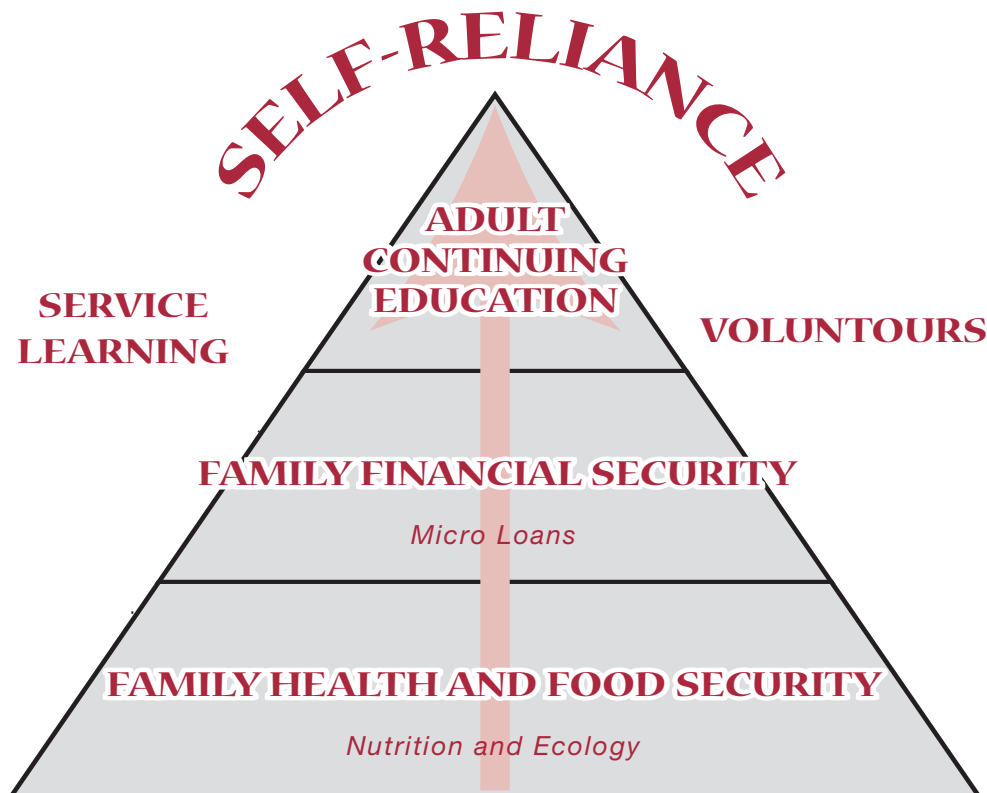 SELF-RELIANCE
ADULT
CONTINUING
EDUCATION
SERVICE
LEARNING
VOLUNTOURS
FAMILY FINANCIAL SECURITY
Micro Loans
FAMILY HEALTH AND FOOD SECURITY
Nutrition and Ecology